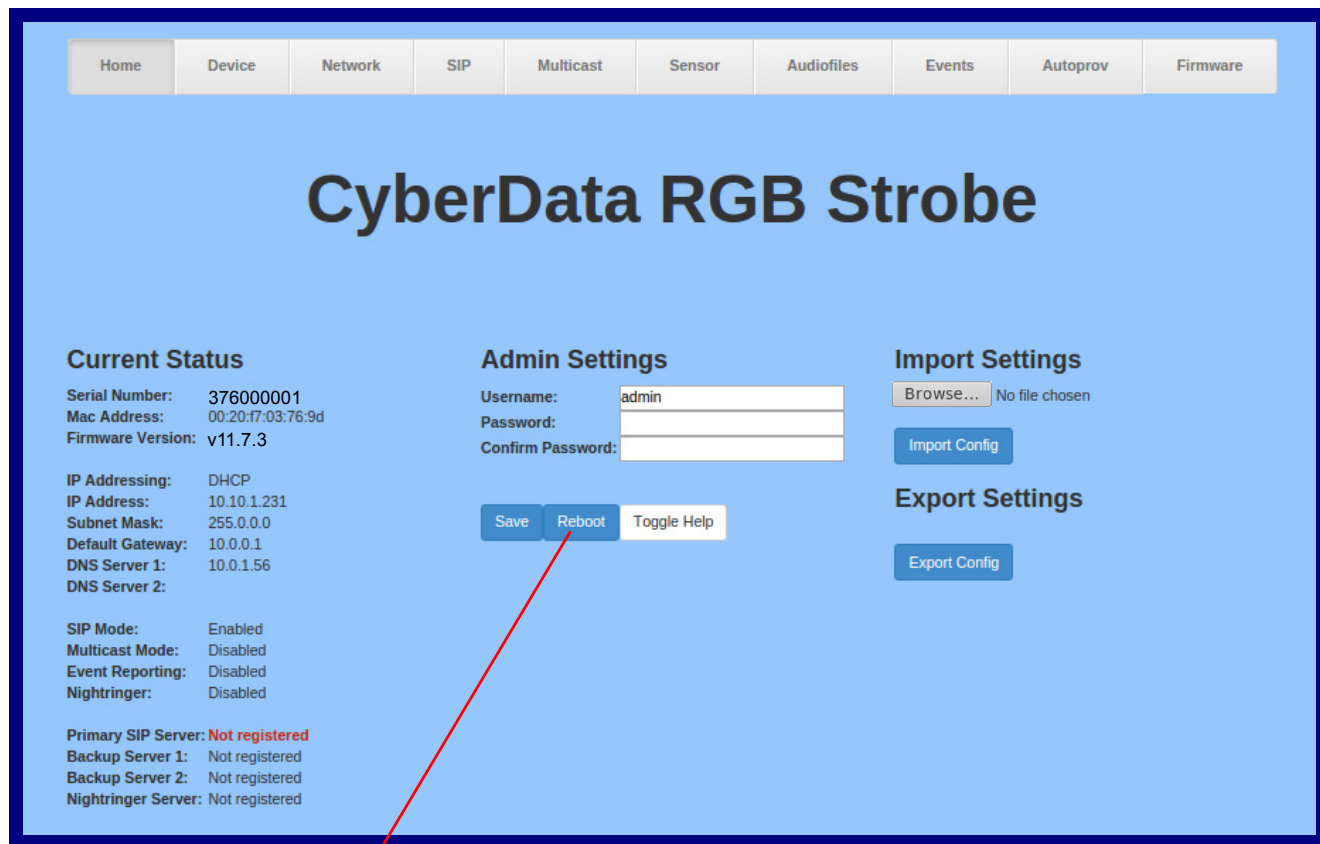 Home Device Network SIP Multicast Sensor Audiofiles Events Autoprov Firmware
CyberData RGB Strobe
Current Status
Serial Number: 376000001
Mac Address: 00:20:f7:03:76:9d
Firmware Version: v11.7.3
IP Addressing: DHCP
IP Address: 10.10.1.231
Subnet Mask: 255.0.0.0
Default Gateway: 10.0.0.1
DNS Server 1: 10.0.1.56
DNS Server 2:
SIP Mode: Enabled
Multicast Mode: Disabled
Event Reporting: Disabled
Nightringer: Disabled
Primary SIP Server: Not registered
Backup Server 1: Not registered
Backup Server 2: Not registered
Nightringer Server: Not registered
Admin Settings
Username: admin
Password:
Confirm Password:
Save Reboot Toggle Help
Import Settings
Browse... No file chosen
Import Config
Export Settings
Export Config